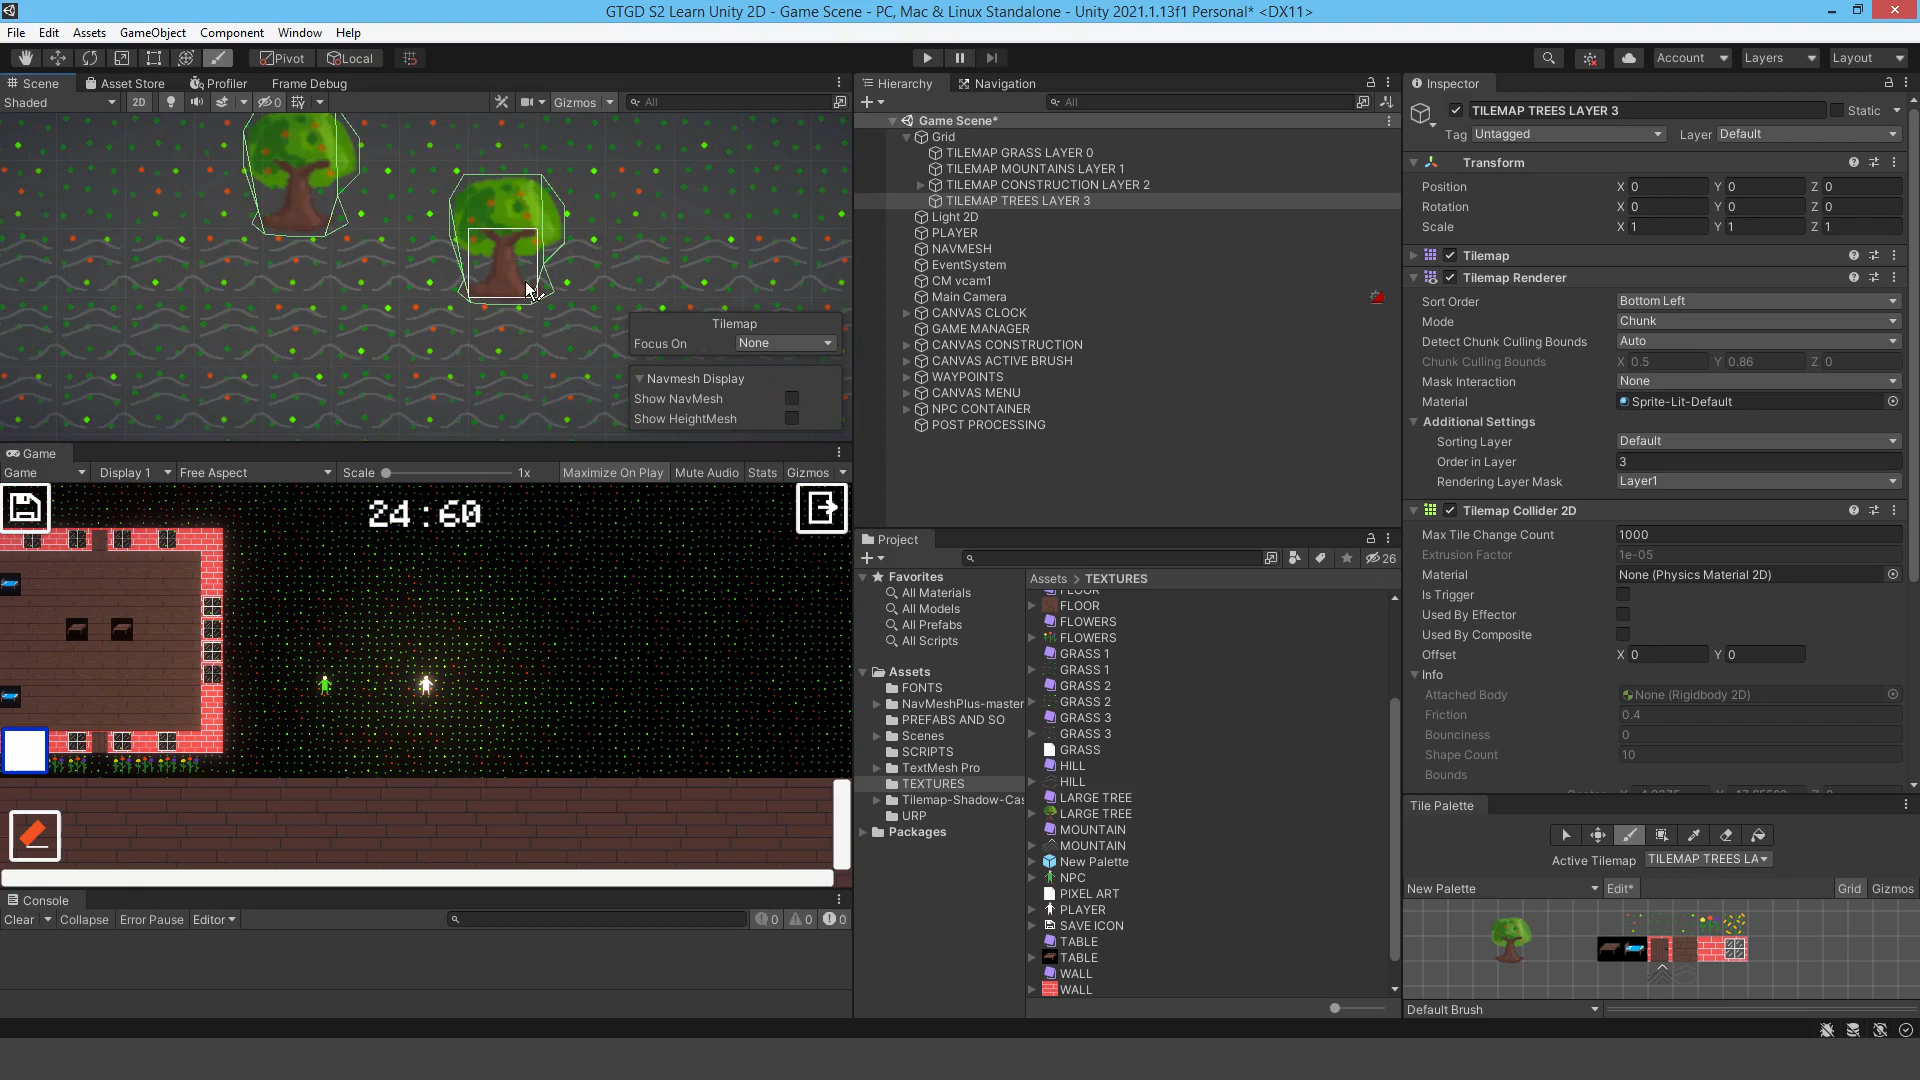 GTGD S2 Learn Unity 2D - Game Scene - PC, Mac & Linux Standalone - Unity 2021.1.13f1 Personal* <DX11>
File Edit Assets GameObject Component Window Help
Pivot Local Account Layers Layout
Scene Asset Store Profiler Frame Debug
Shaded 2D 0 Gizmos All
Tilemap
Focus On None
Navmesh Display
Show NavMesh
Show HeightMesh
Game
Game Display 1 Free Aspect Scale 1x Maximize On Play Mute Audio Stats Gizmos
24:60
Console
Clear Collapse Error Pause Editor 0 0 0
Hierarchy Navigation
All
Game Scene*
Grid
TILEMAP GRASS LAYER 0
TILEMAP MOUNTAINS LAYER 1
TILEMAP CONSTRUCTION LAYER 2
TILEMAP TREES LAYER 3
Light 2D
PLAYER
NAVMESH
EventSystem
CM vcam1
Main Camera
CANVAS CLOCK
GAME MANAGER
CANVAS CONSTRUCTION
CANVAS ACTIVE BRUSH
WAYPOINTS
CANVAS MENU
NPC CONTAINER
POST PROCESSING
Project
26
Favorites
All Materials
All Models
All Prefabs
All Scripts
Assets
FONTS
NavMeshPlus-master
PREFABS AND SO
Scenes
SCRIPTS
TextMesh Pro
TEXTURES
Tilemap-Shadow-Cas
URP
Packages
Assets > TEXTURES
FLOOR
FLOOR
FLOWERS
FLOWERS
GRASS 1
GRASS 1
GRASS 2
GRASS 2
GRASS 3
GRASS 3
GRASS
HILL
HILL
LARGE TREE
LARGE TREE
MOUNTAIN
MOUNTAIN
New Palette
NPC
PIXEL ART
PLAYER
SAVE ICON
TABLE
TABLE
WALL
WALL
Inspector
TILEMAP TREES LAYER 3 Static
Tag Untagged Layer Default
Transform
Position X 0 Y 0 Z 0
Rotation X 0 Y 0 Z 0
Scale X 1 Y 1 Z 1
Tilemap
Tilemap Renderer
Sort Order Bottom Left
Mode Chunk
Detect Chunk Culling Bounds Auto
Chunk Culling Bounds X 0.5 Y 0.86 Z 0
Mask Interaction None
Material Sprite-Lit-Default
Additional Settings
Sorting Layer Default
Order in Layer 3
Rendering Layer Mask Layer1
Tilemap Collider 2D
Max Tile Change Count 1000
Extrusion Factor 1e-05
Material None (Physics Material 2D)
Is Trigger
Used By Effector
Used By Composite
Offset X 0 Y 0
Info
Attached Body None (Rigidbody 2D)
Friction 0.4
Bounciness 0
Shape Count 10
Bounds
Tile Palette
Active Tilemap TILEMAP TREES LA
New Palette Edit* Grid Gizmos
Default Brush